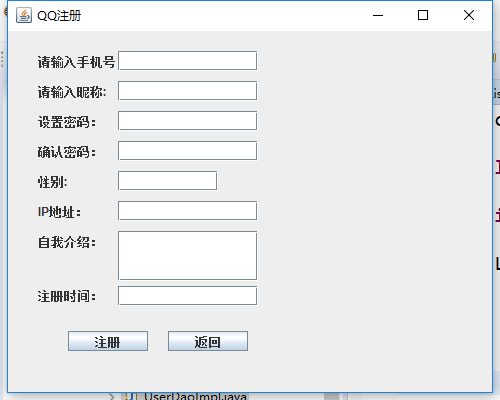 QQ注册
请输入手机号
请输入昵称:
设置密码：
确认密码：
性别:
IP地址：
自我介绍：
注册时间：
注册 返回
UserDaoImpl.java